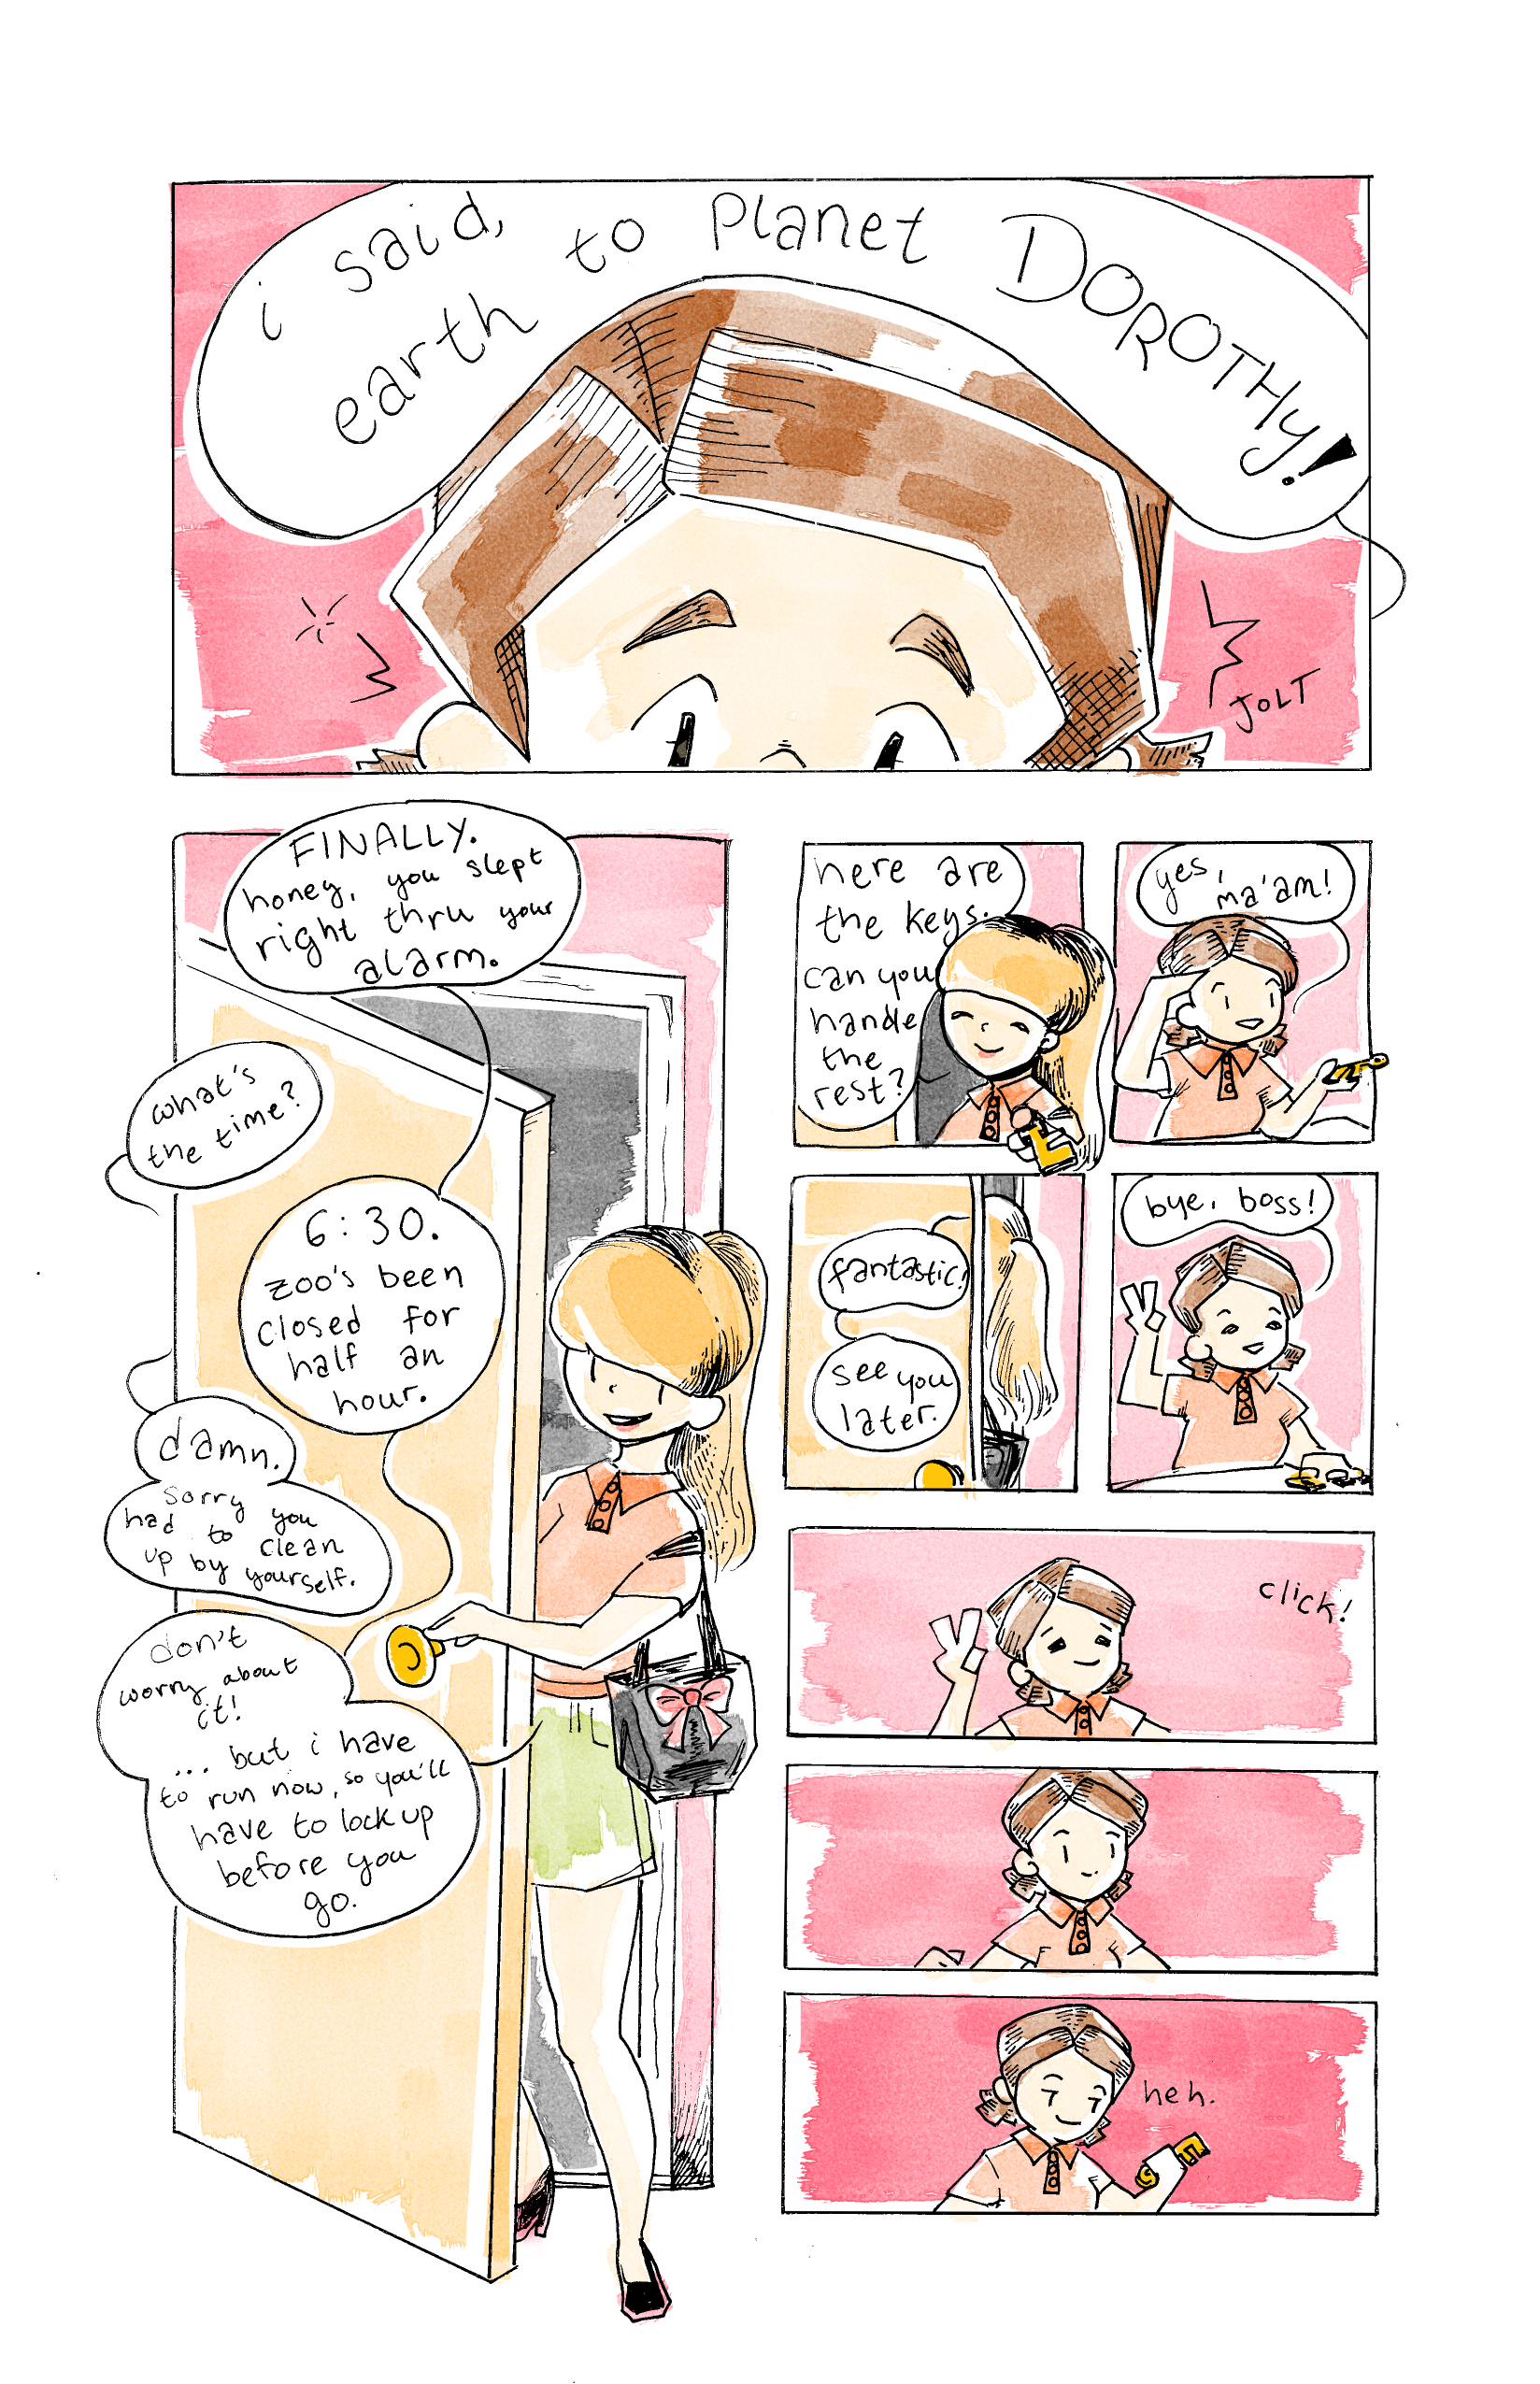 i said,
earth to planet DOROTHY!
JOLT
FINALLY.
honey, you slept
right thru your
alarm.
what's
the time?
6:30.
zoo's been
closed for
half an
hour.
damn.
sorry you
had to clean
up by yourself.
don't
worry about
it!
... but i have
to run now, so you'll
have to lock up
before you
go.
here are
the keys.
can you
handle
the
rest?
yes,
ma'am!
fantastic!
see you
later.
bye, boss!
click!
heh.